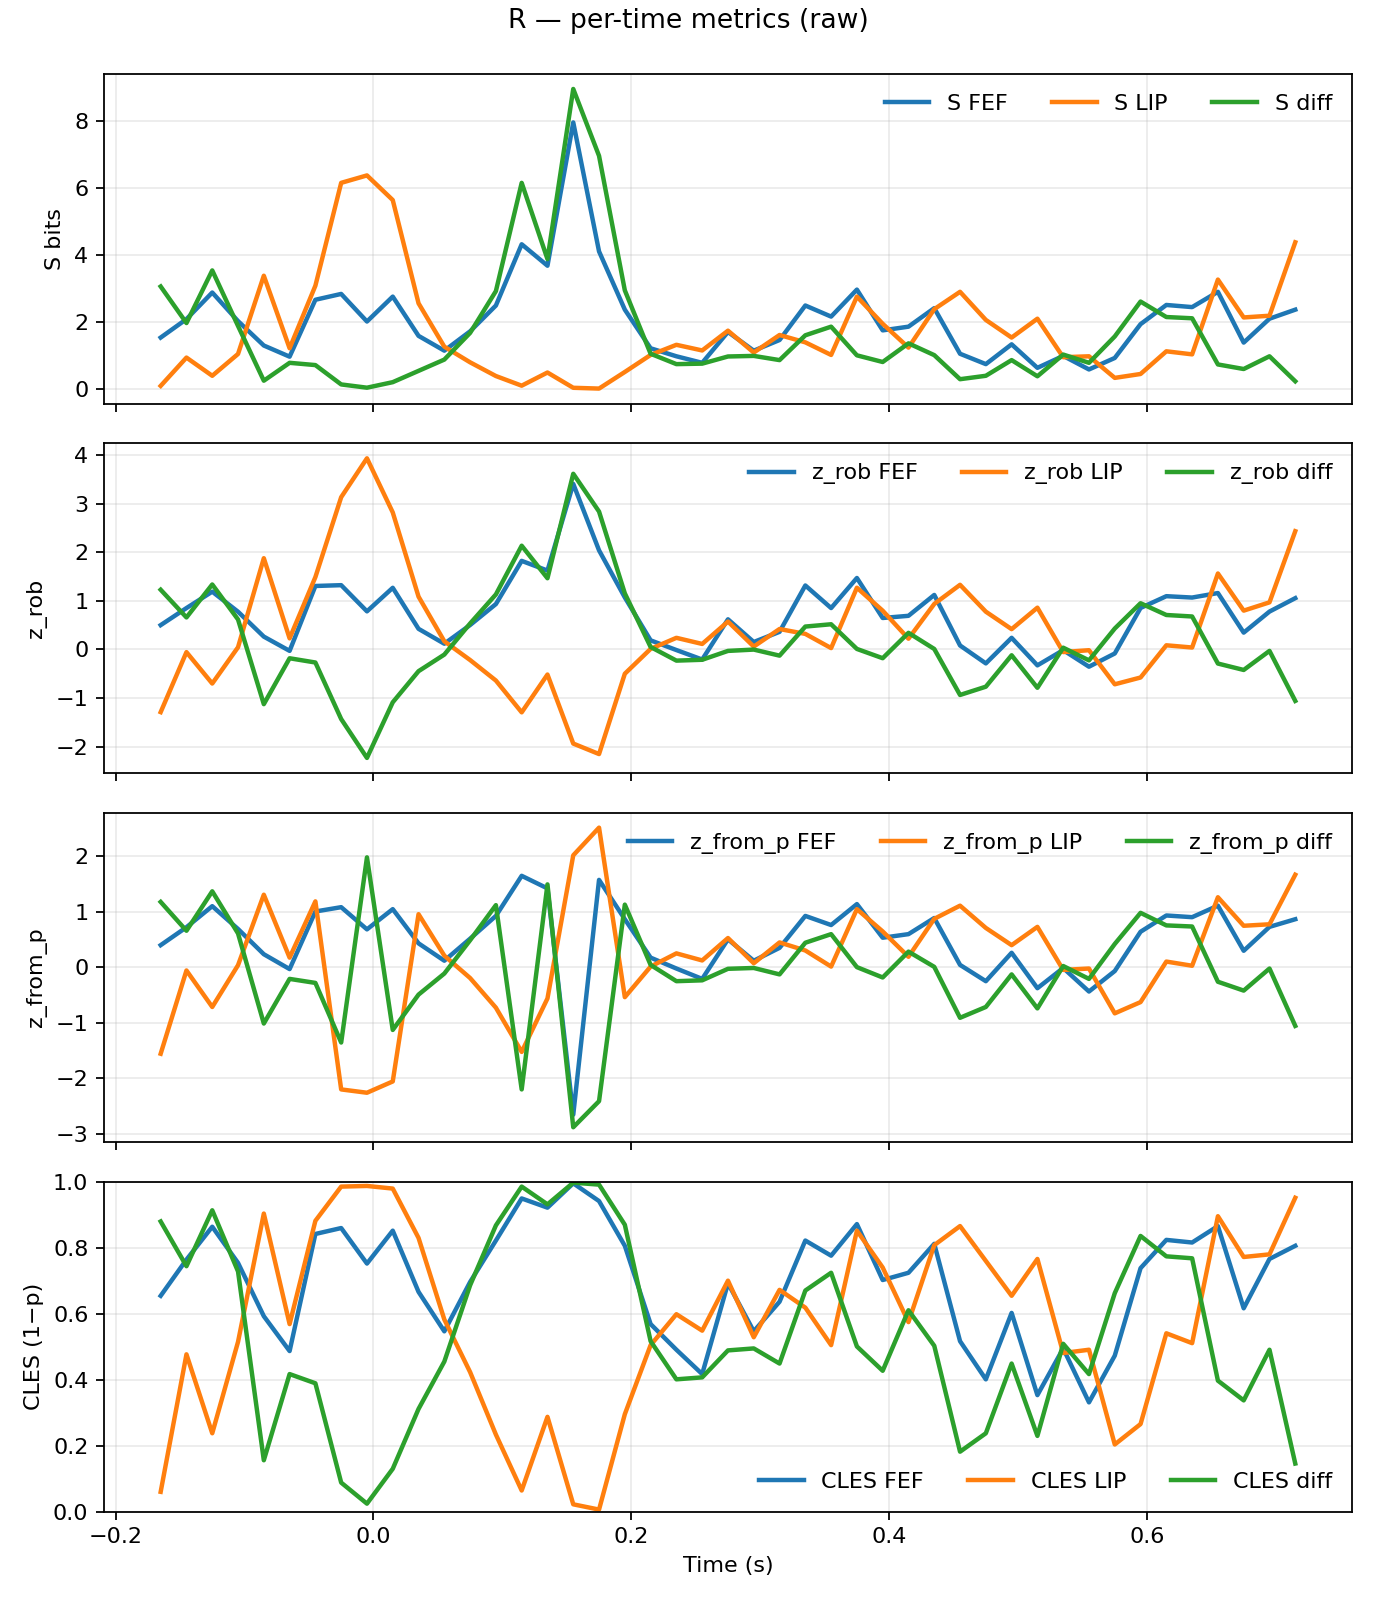 R — per-time metrics (raw)
S FEF S LIP S diff
8
6
4
2
0
S bits
z_rob FEF z_rob LIP z_rob diff
4
3
2
1
0
−1
−2
z_rob
z_from_p FEF z_from_p LIP z_from_p diff
2
1
0
−1
−2
−3
z_from_p
1.0
0.8
0.6
0.4
0.2
0.0
CLES (1−p)
CLES FEF CLES LIP CLES diff
−0.2 0.0 0.2 0.4 0.6
Time (s)